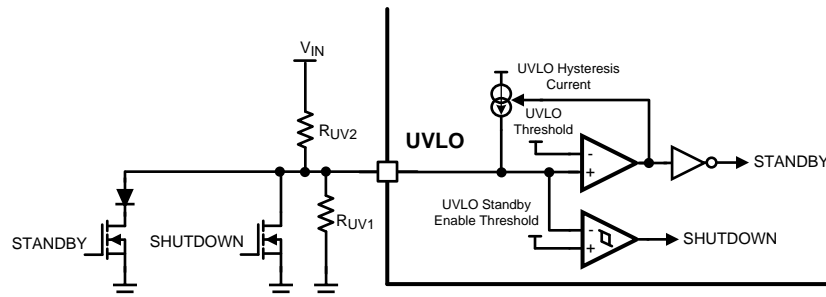 VIN
RUV2
UVLO
RUV1
STANDBY
SHUTDOWN
UVLO Hysteresis
Current
UVLO
Threshold
-
+
STANDBY
UVLO Standby
Enable Threshold
-
+
SHUTDOWN